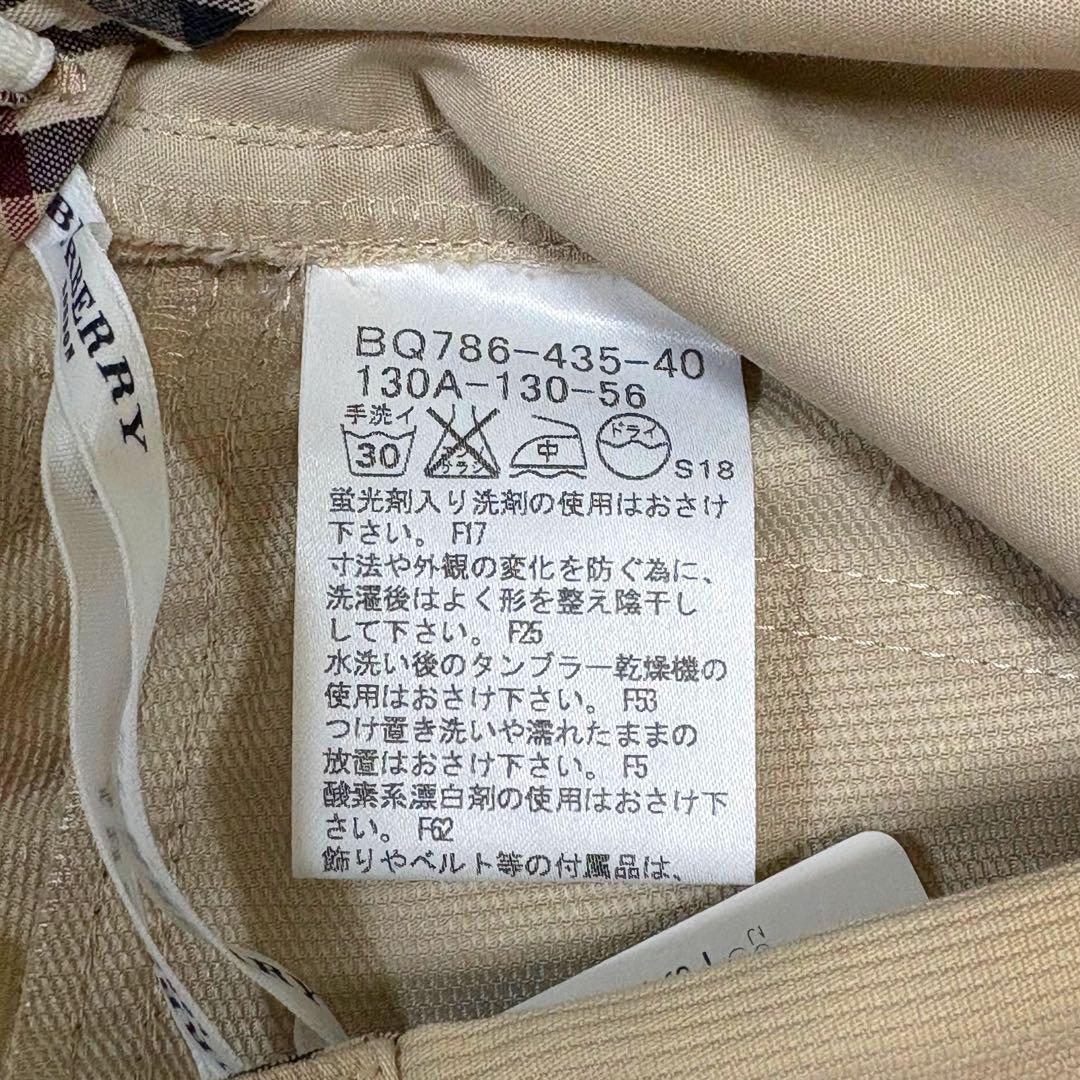 BURBERRY
LONDON
BQ786-435-40
130A-130-56
手洗イ
30
中
ドライ
S18
蛍光剤入り洗剤の使用はおさけ
下さい。 F17
寸法や外観の変化を防ぐ為に、
洗濯後はよく形を整え陰干し
して下さい。 F25
水洗い後のタンブラー乾燥機の
使用はおさけ下さい。 F53
つけ置き洗いや濡れたままの
放置はおさけ下さい。 F5
酸素系漂白剤の使用はおさけ下
さい。 F62
飾りやベルト等の付属品は、